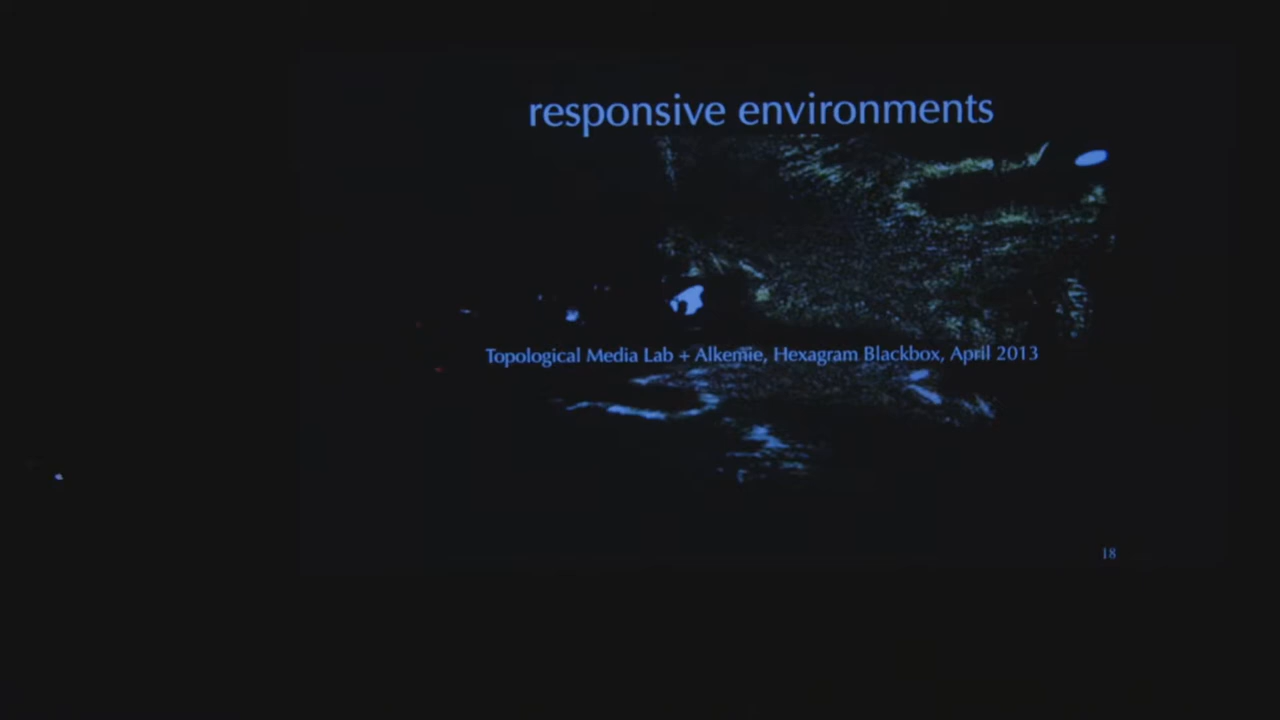 responsive environments
Topological Media Lab + Alkemie, Hexagram Blackbox, April 2013
18